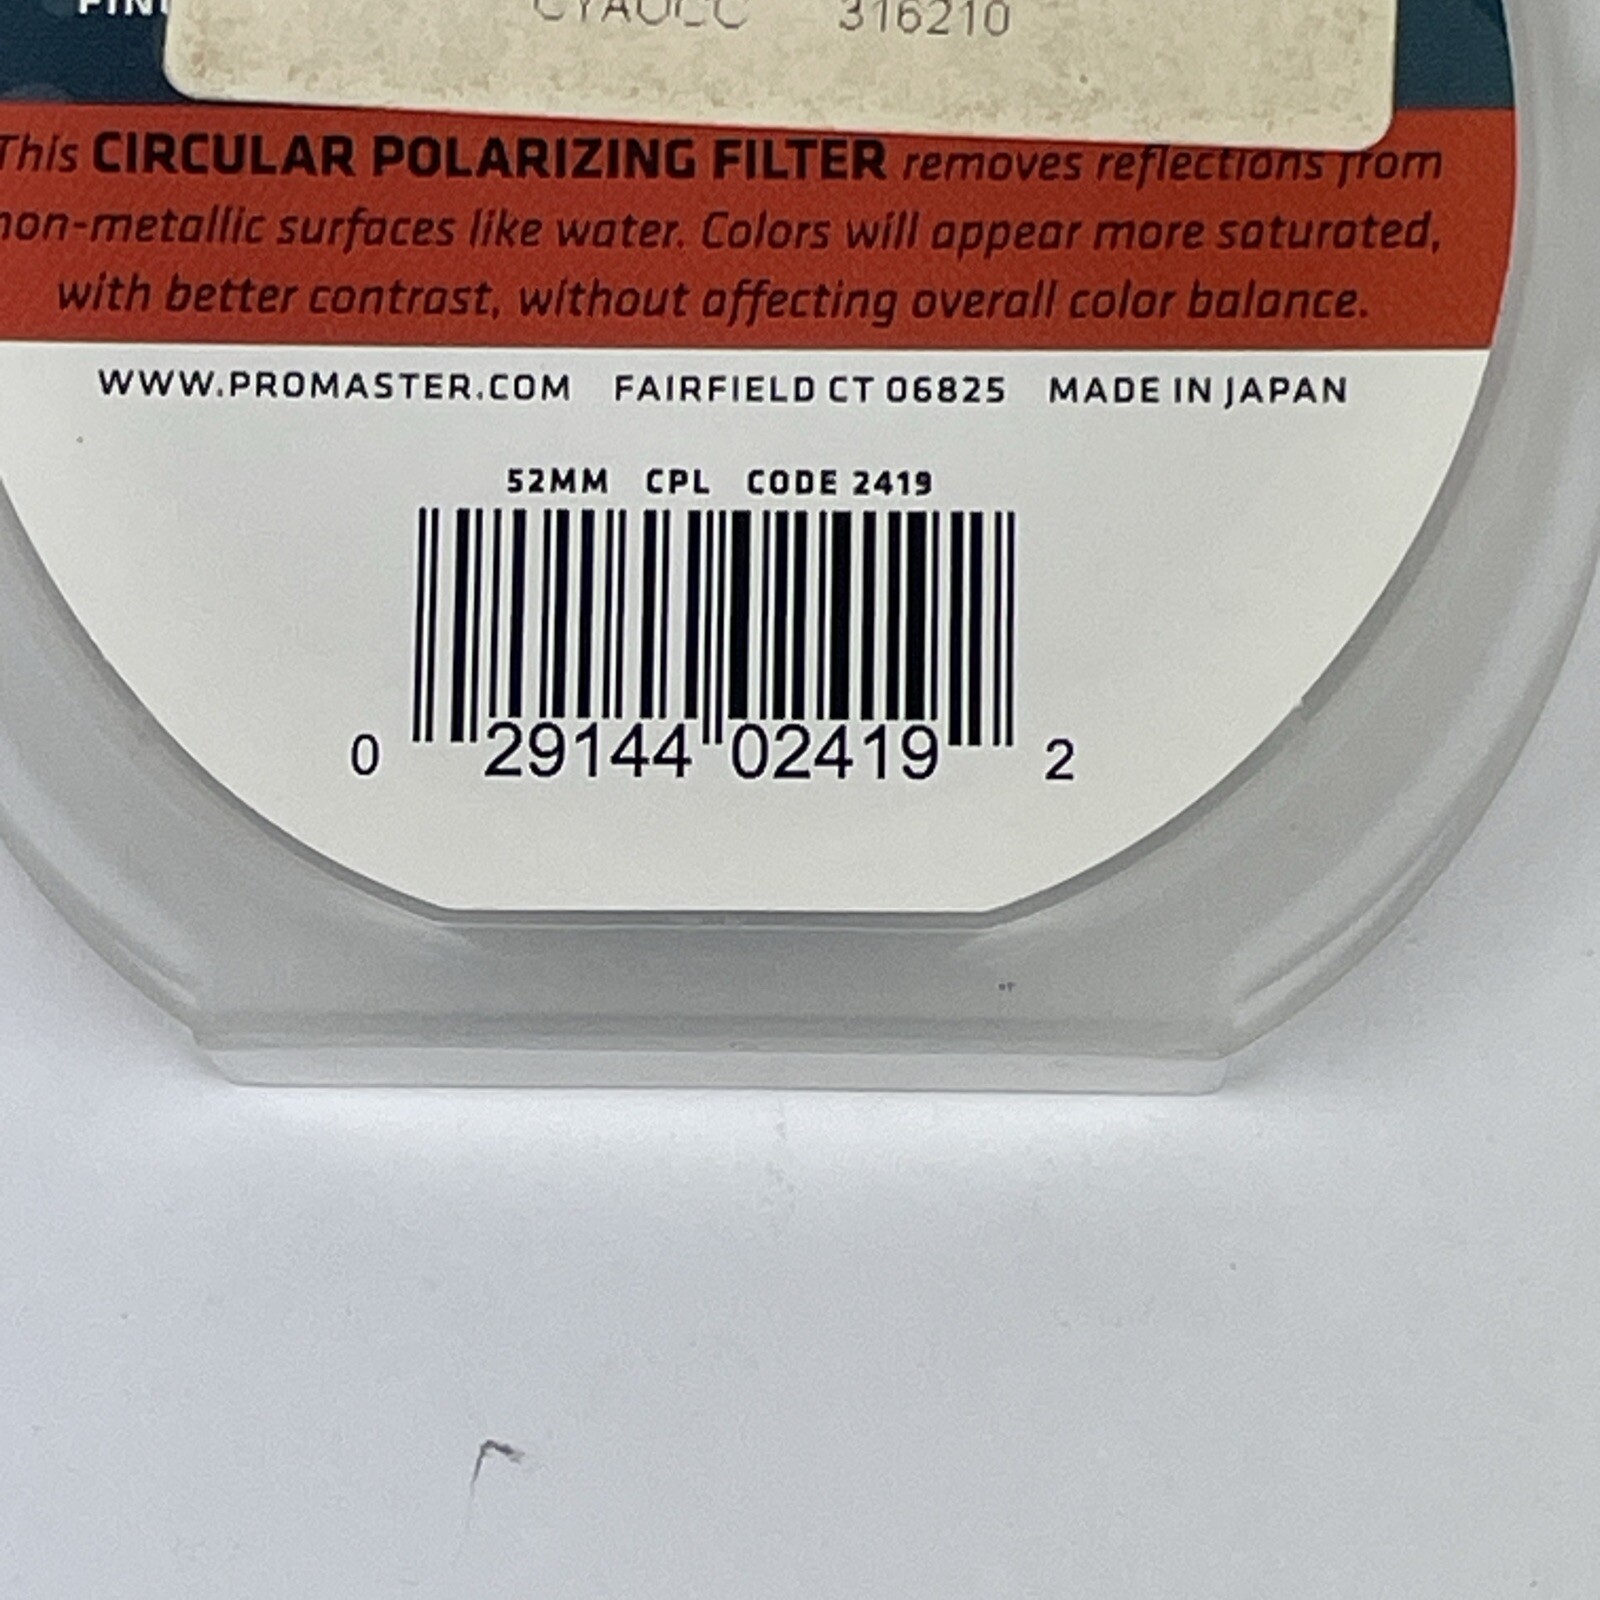 316210
This CIRCULAR POLARIZING FILTER removes reflections from
non-metallic surfaces like water. Colors will appear more saturated,
with better contrast, without affecting overall color balance.
WWW.PROMASTER.COM FAIRFIELD CT 06825 MADE IN JAPAN
52MM CPL CODE 2419
0 29144 02419 2